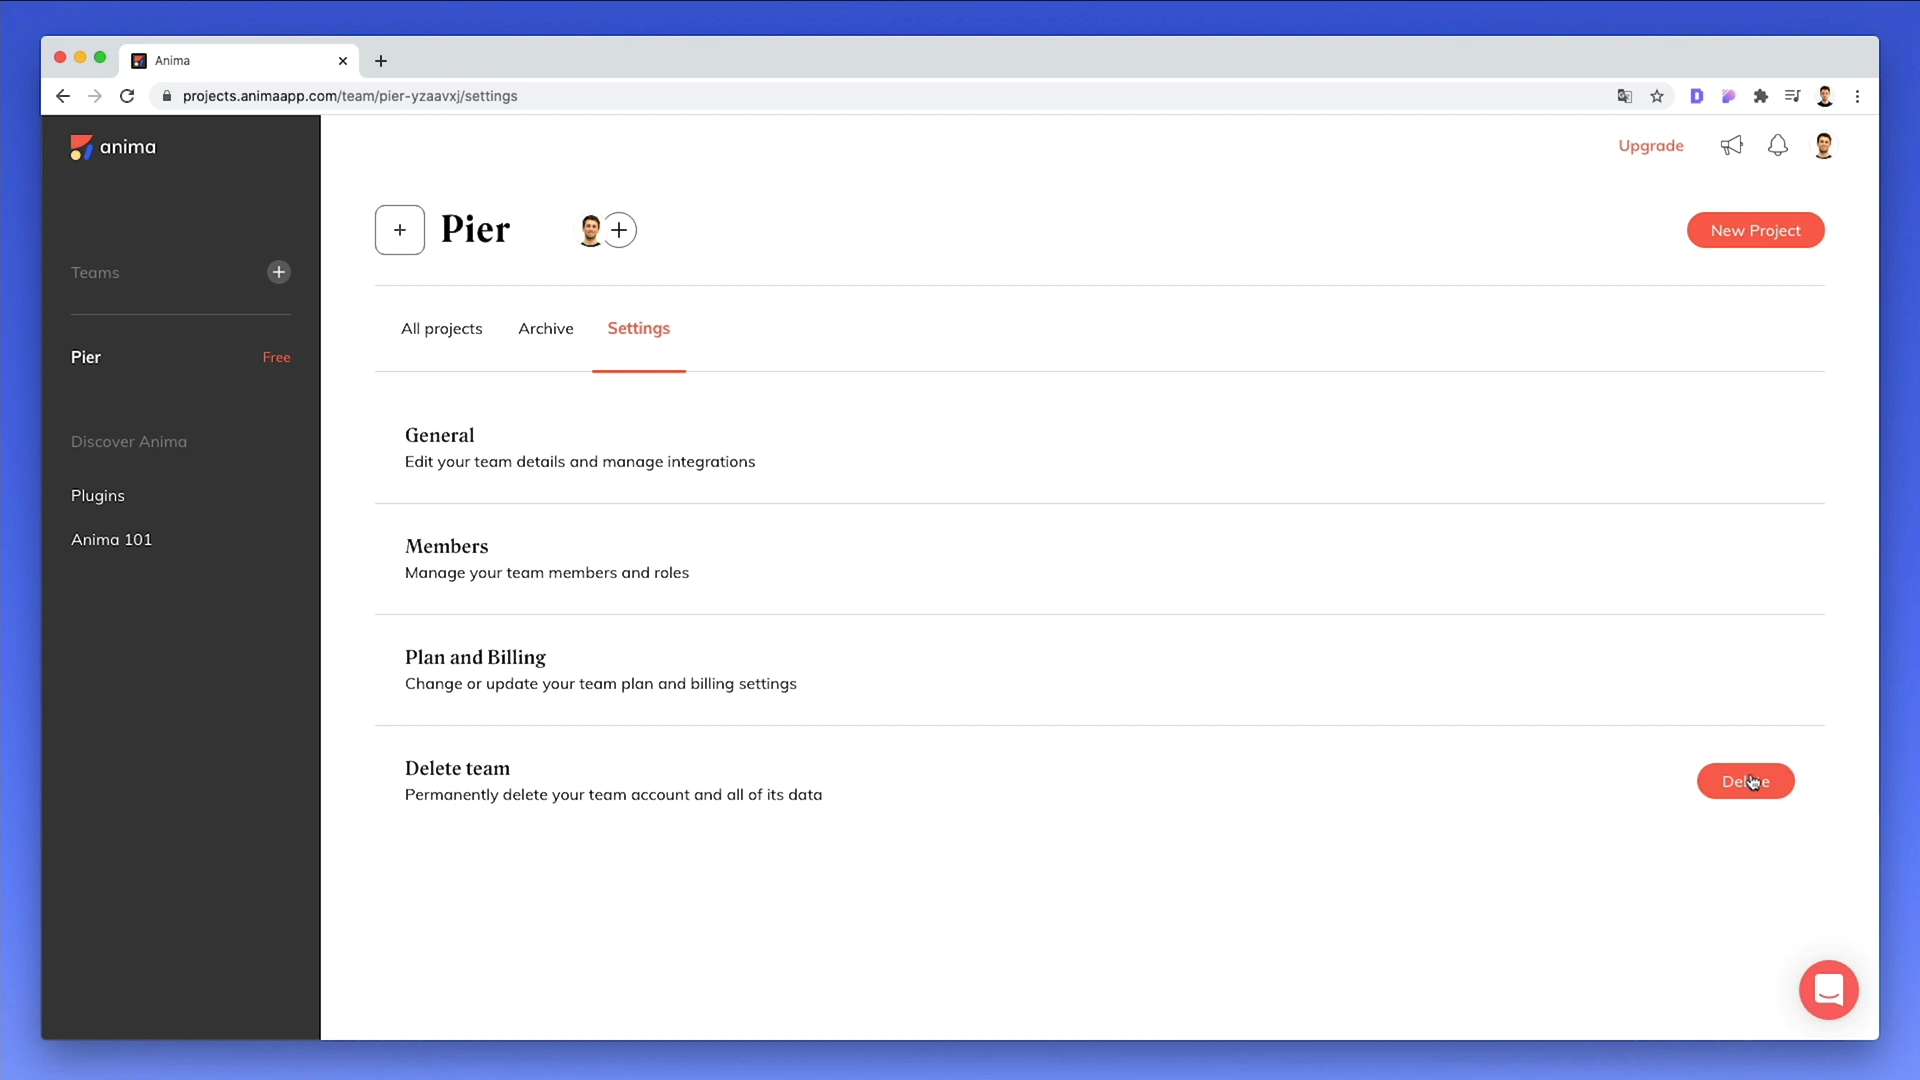 Anima
projects.animaapp.com/team/pier-yzaavxj/settings
anima
Upgrade
Pier
New Project
Teams
All projects
Archive
Settings
Pier
Free
General
Edit your team details and manage integrations
Discover Anima
Plugins
Anima 101
Members
Manage your team members and roles
Plan and Billing
Change or update your team plan and billing settings
Delete team
Permanently delete your team account and all of its data
Delete